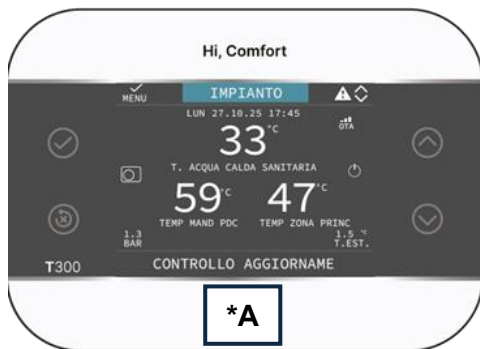 Hi, Comfort
MENU IMPIANTO
LUN 27.10.25 17:45
OTA
33 °C
T. ACQUA CALDA SANITARIA
59 °C 47 °C
TEMP MAND PDC TEMP ZONA PRINC
1.3 BAR
1.5 °C T.EST.
T300
CONTROLLO AGGIORNAME
*A